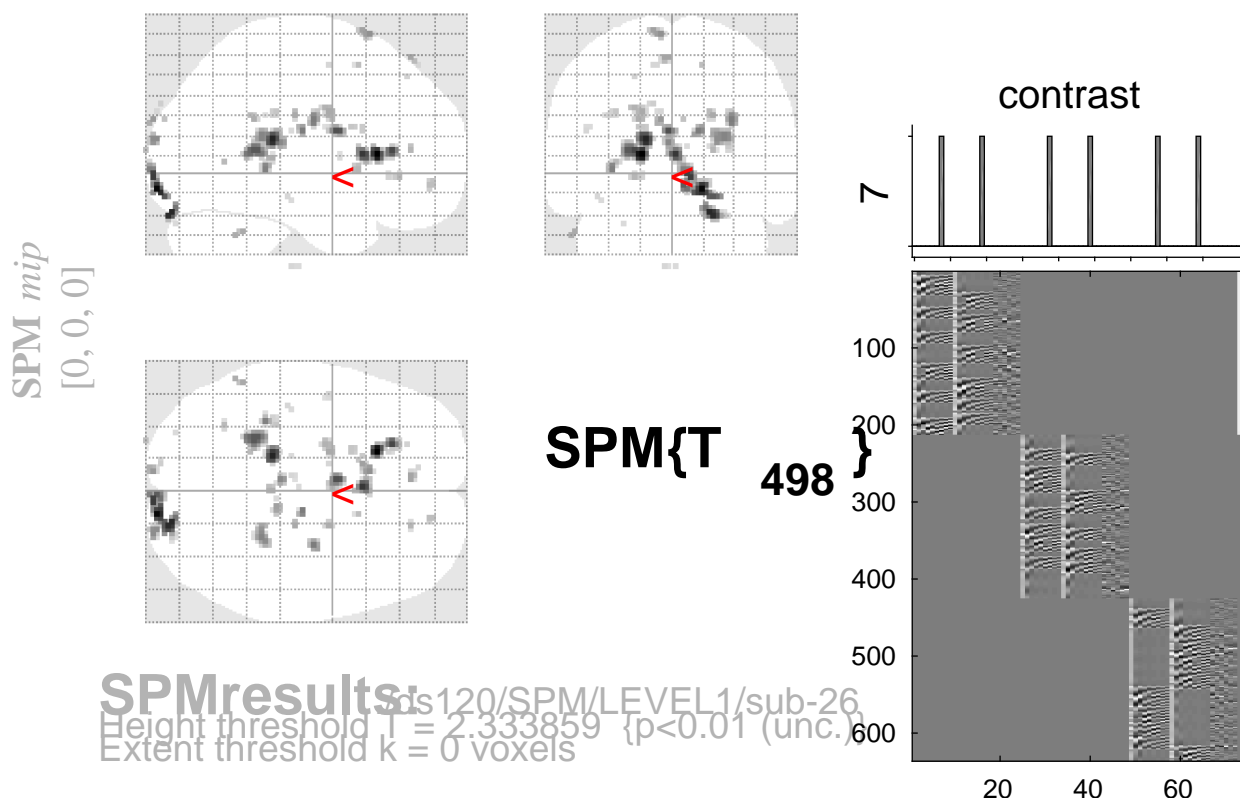 contrast
7
SPM mip
[0, 0, 0]
<
<
<
SPM{T498}
100
200
300
400
500
600
20 40 60
SPMresults: /ds120/SPM/LEVEL1/sub-26
Height threshold T = 2.333859 {p<0.01 (unc.)}
Extent threshold k = 0 voxels